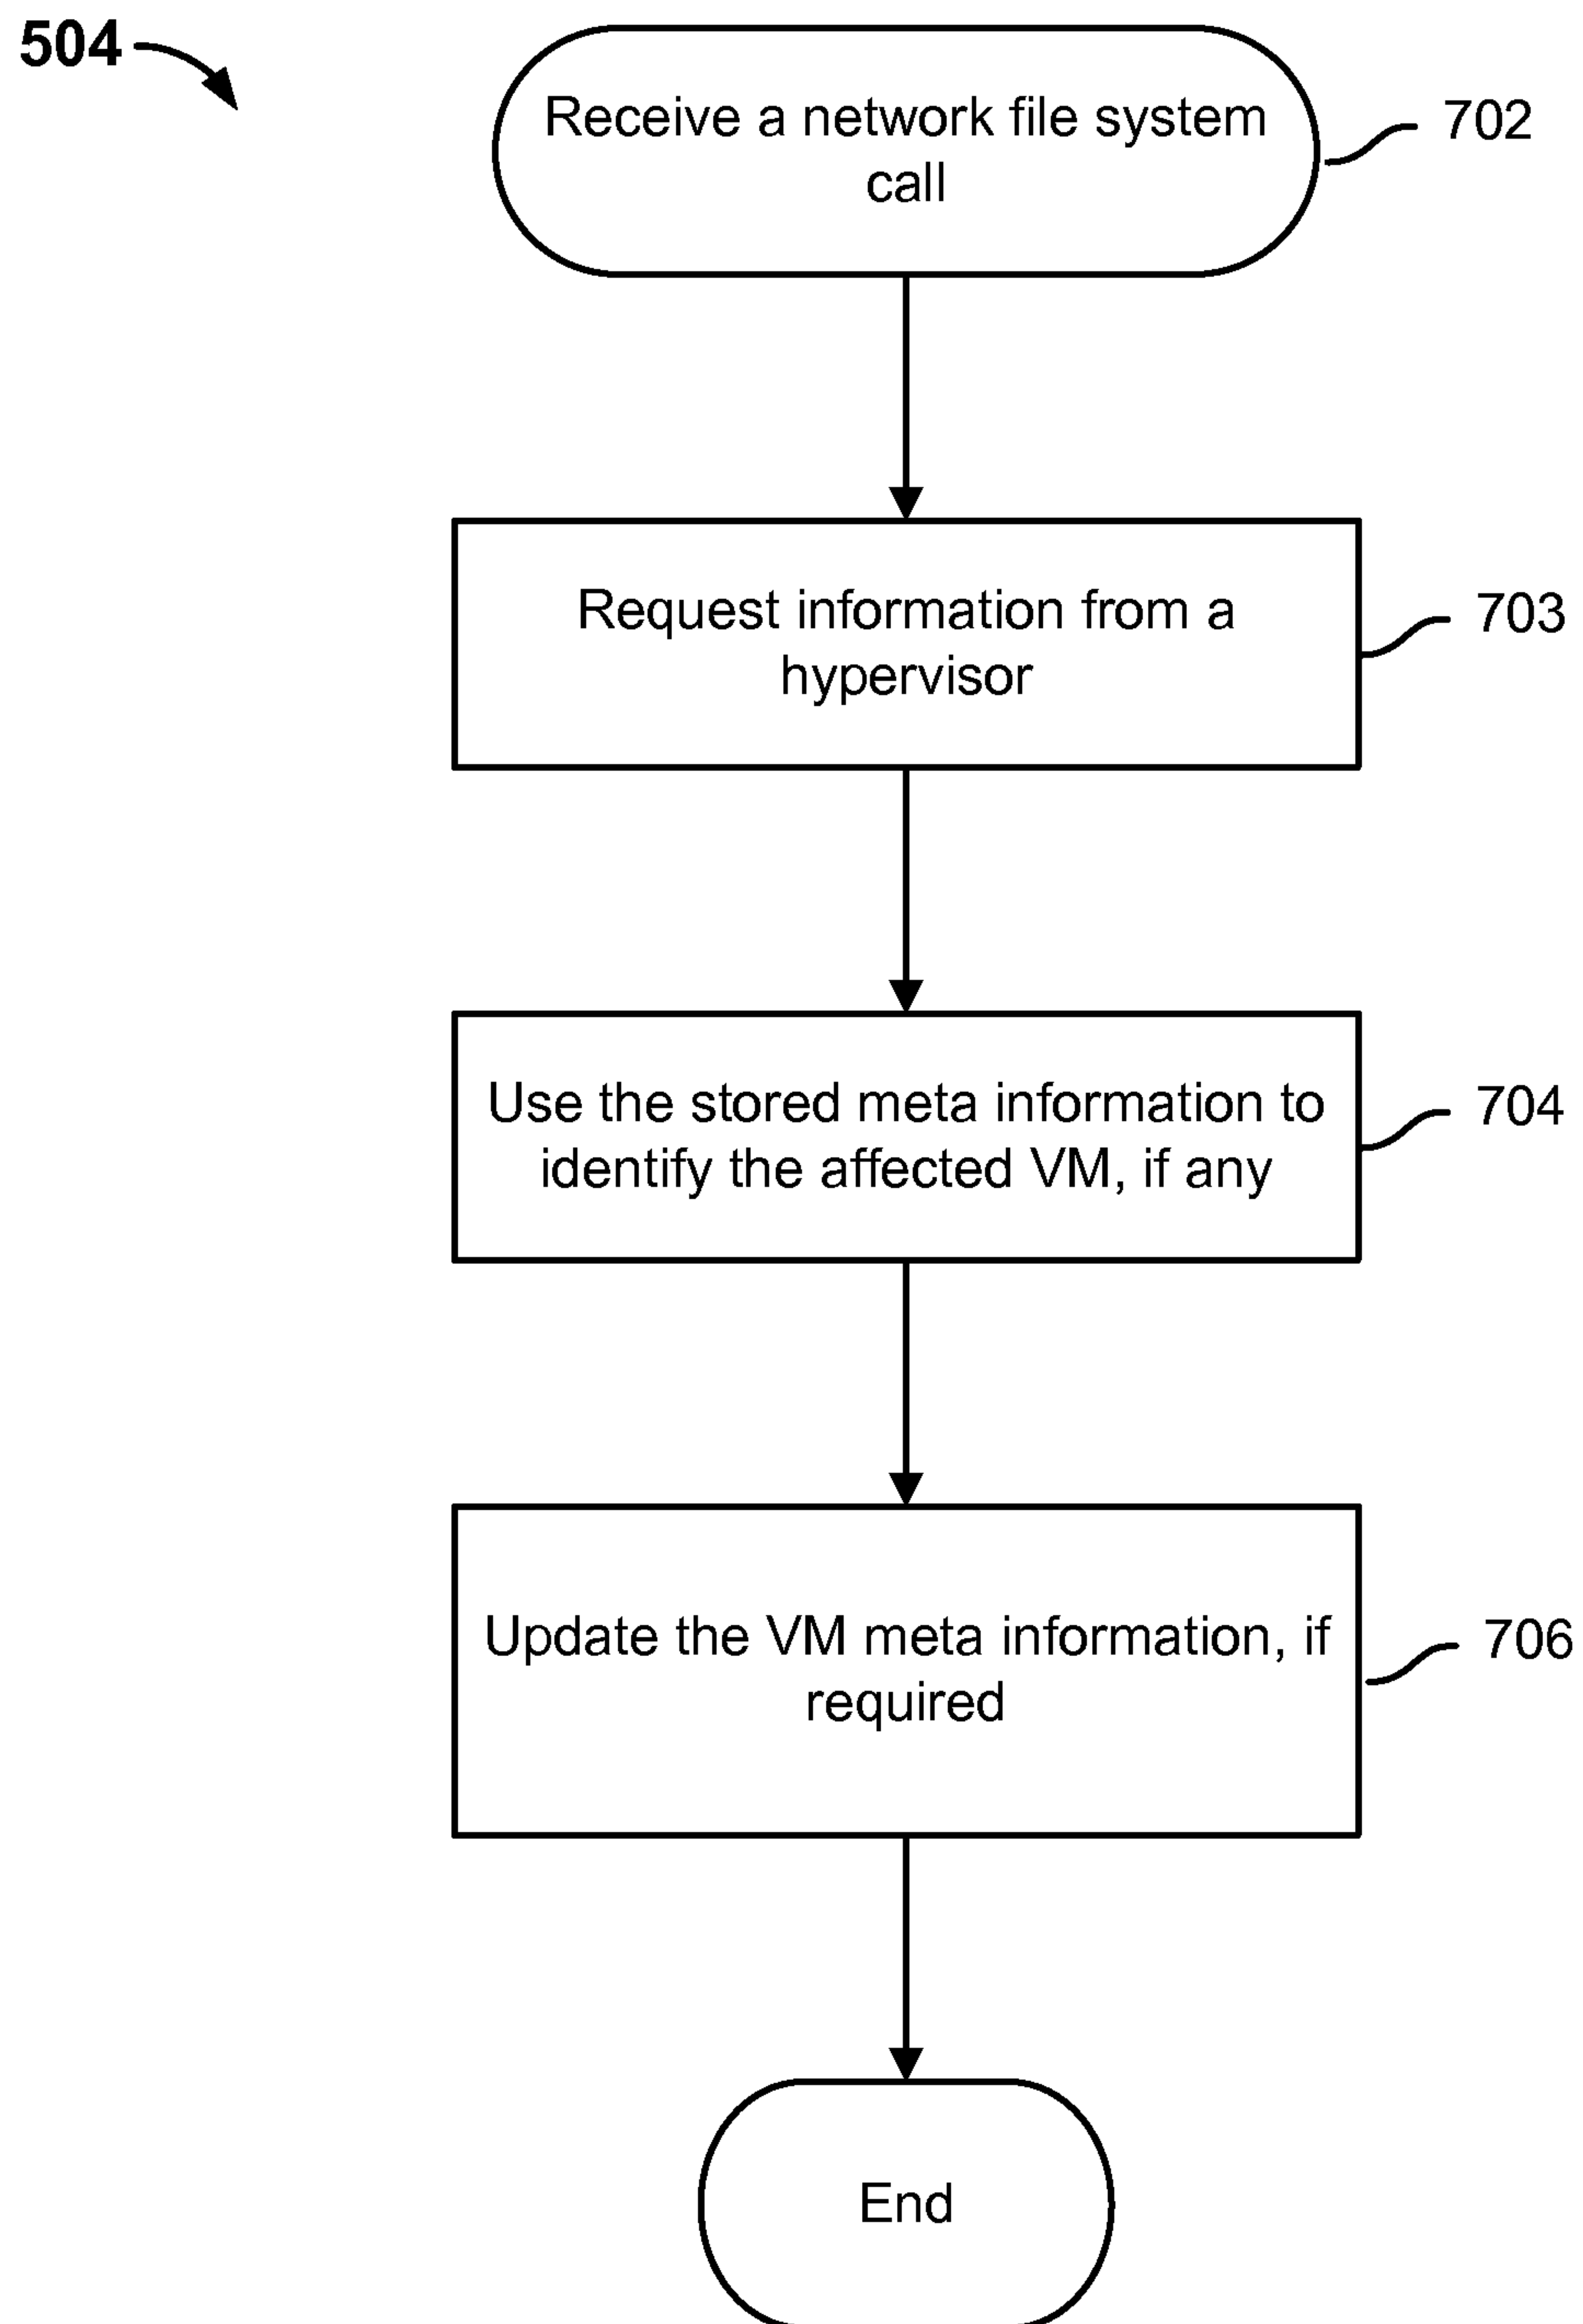 504
Receive a network file system
call
702
Request information from a
hypervisor
703
Use the stored meta information to
identify the affected VM, if any
704
Update the VM meta information, if
required
706
End